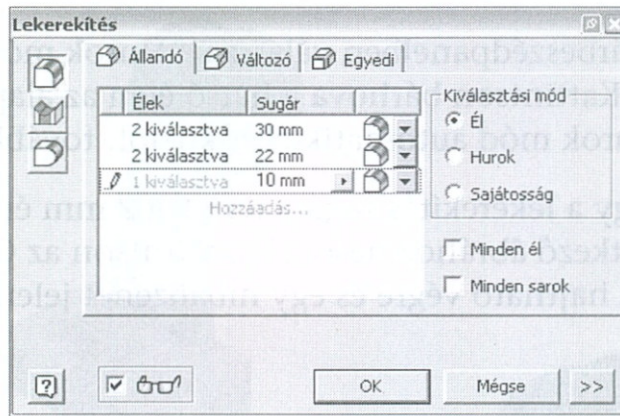 Lekerekítés
Állandó
Változó
Egyedi
Élek
Sugár
2 kiválasztva
30 mm
2 kiválasztva
22 mm
1 kiválasztva
10 mm
Hozzáadás...
Kiválasztási mód
Él
Hurok
Sajátosság
Minden él
Minden sarok
OK
Mégse
>>